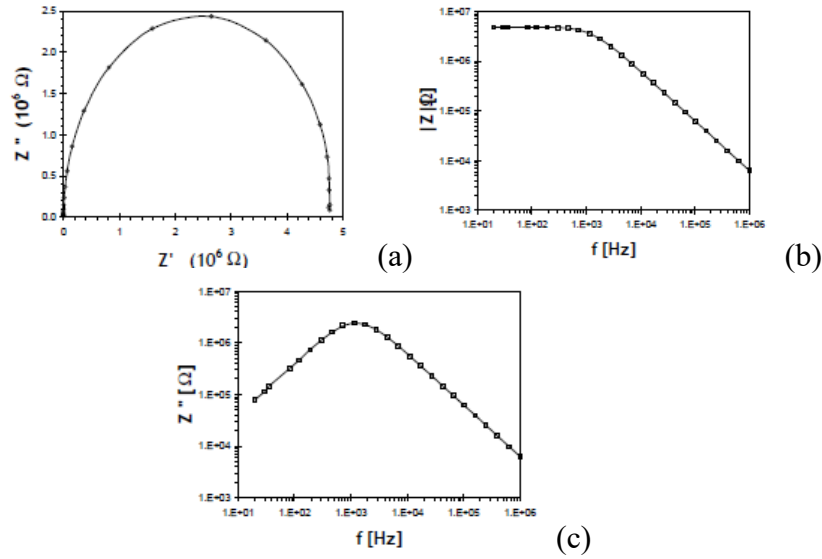 2.5
2.0
1.5
1.0
0.5
0.0
Z" (10⁶ Ω)
0 1 2 3 4 5
Z' (10⁶ Ω)
(a)
1.E+07
1.E+06
1.E+05
1.E+04
1.E+03
|Z|[Ω]
1.E+01 1.E+02 1.E+03 1.E+04 1.E+05 1.E+06
f [Hz]
(b)
1.E+07
1.E+06
1.E+05
1.E+04
1.E+03
Z" [Ω]
1.E+01 1.E+02 1.E+03 1.E+04 1.E+05 1.E+06
f [Hz]
(c)